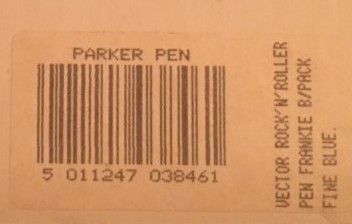 PARKER PEN
5 011247 038461
VECTOR ROCK'N'ROLLER
PEN FRANKIE B/PACK
FINE BLUE.